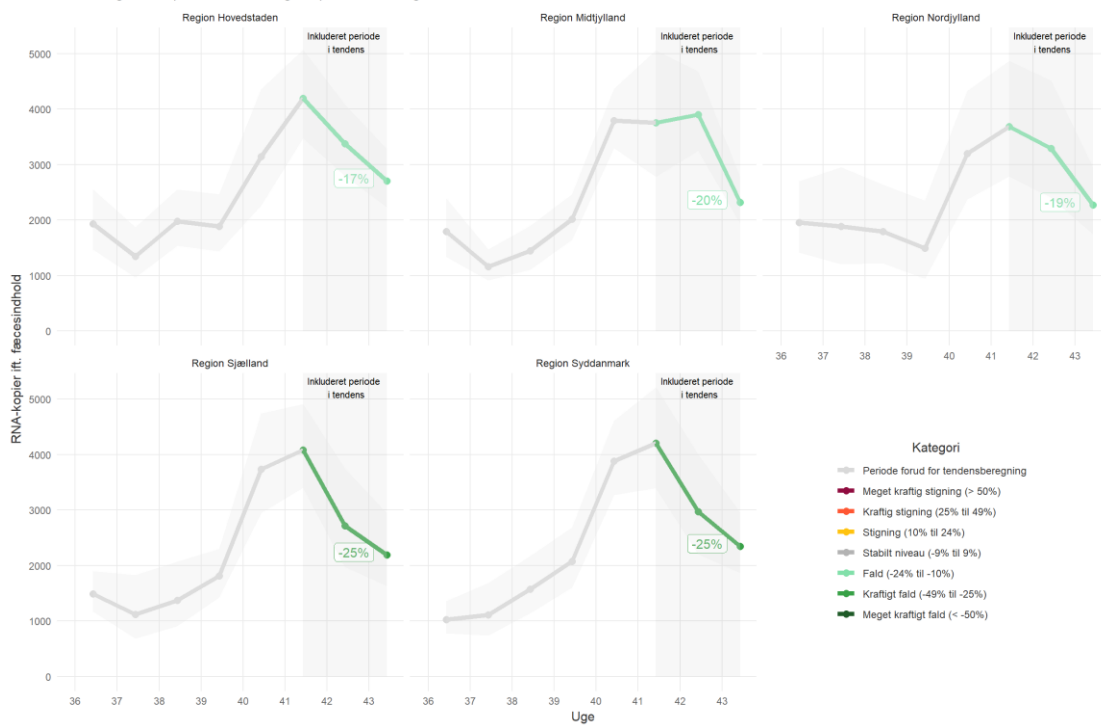 Region Hovedstaden
Region Midtjylland
Region Nordjylland
Inkluderet periode
i tendens
Inkluderet periode
i tendens
Inkluderet periode
i tendens
5000
4000
3000
2000
1000
0
-17%
-20%
-19%
36 37 38 39 40 41 42 43
RNA-kopier ift. fæcesindhold
Region Sjælland
Region Syddanmark
Inkluderet periode
i tendens
Inkluderet periode
i tendens
5000
4000
3000
2000
1000
0
-25%
-25%
36 37 38 39 40 41 42 43
36 37 38 39 40 41 42 43
Uge
Kategori
Periode forud for tendensberegning
Meget kraftig stigning (> 50%)
Kraftig stigning (25% til 49%)
Stigning (10% til 24%)
Stabilt niveau (-9% til 9%)
Fald (-24% til -10%)
Kraftigt fald (-49% til -25%)
Meget kraftigt fald (< -50%)